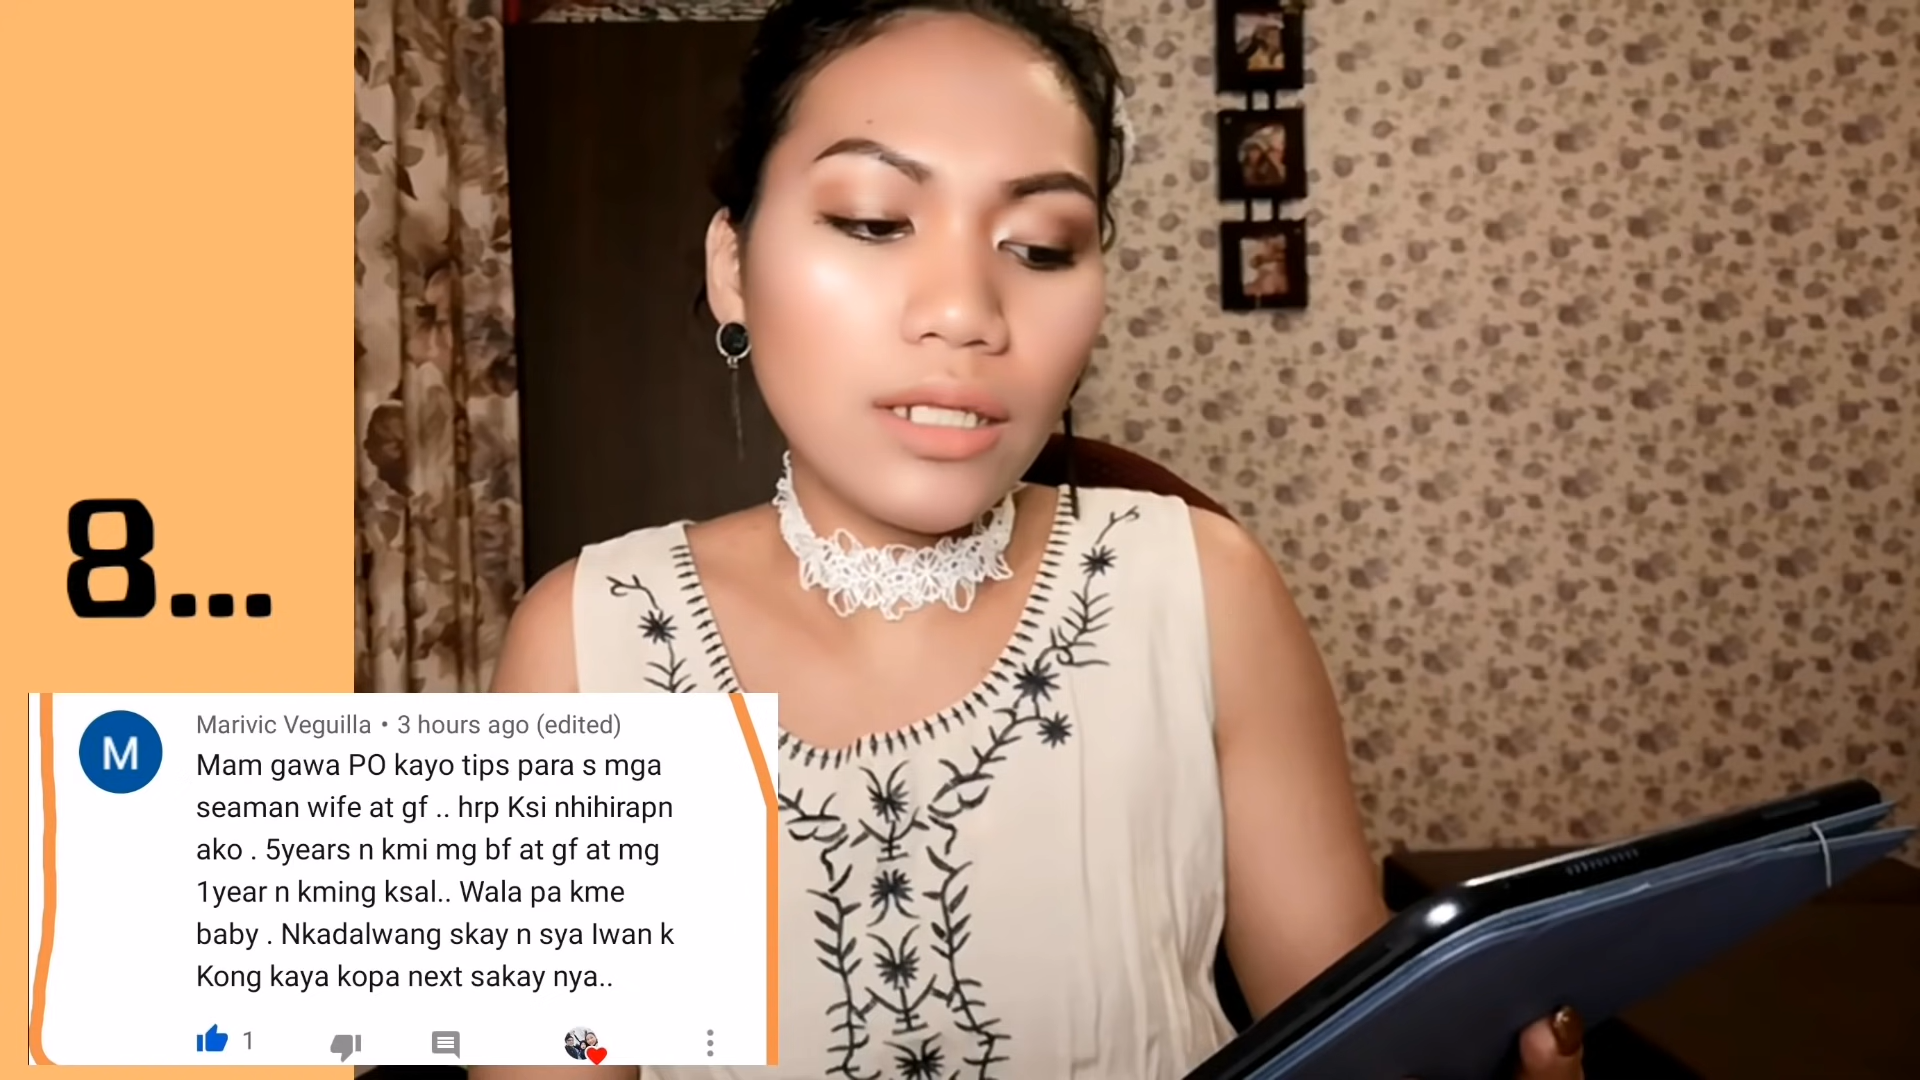 8...
M
Marivic Veguilla • 3 hours ago (edited)
Mam gawa PO kayo tips para s mga
seaman wife at gf .. hrp Ksi nhihirapn
ako . 5years n kmi mg bf at gf at mg
1year n kming ksal.. Wala pa kme
baby . Nkadalwang skay n sya Iwan k
Kong kaya kopa next sakay nya..
1